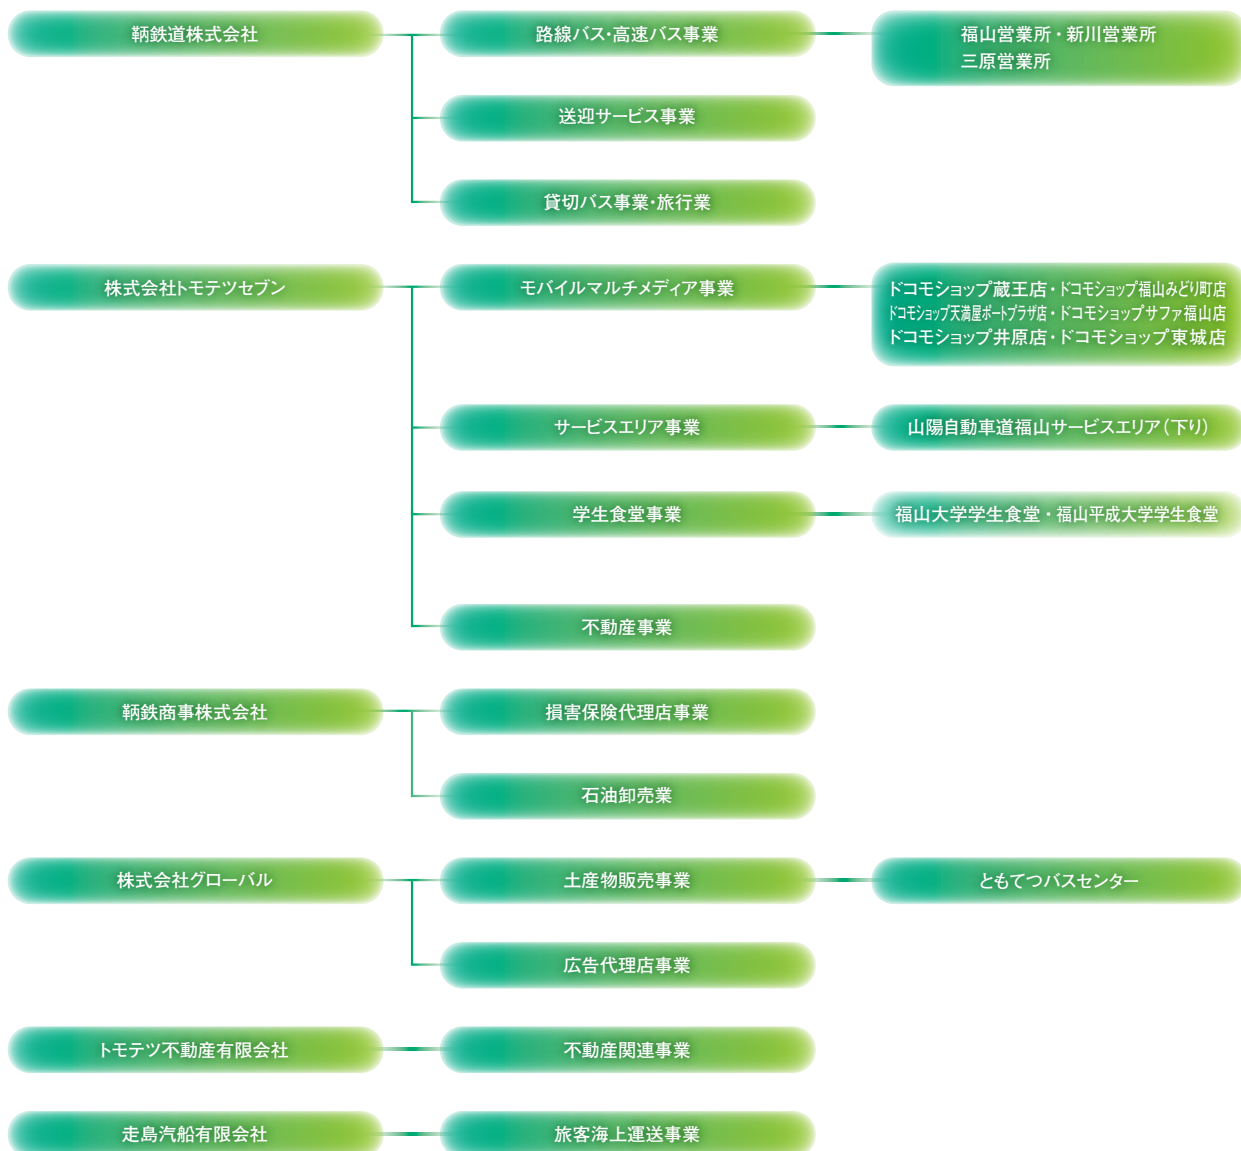 鞆鉄道株式会社
路線バス・高速バス事業
福山営業所・新川営業所
三原営業所
送迎サービス事業
貸切バス事業・旅行業
株式会社トモテツセブン
モバイルマルチメディア事業
ドコモショップ蔵王店・ドコモショップ福山みどり町店
ドコモショップ天満屋ポートプラザ店・ドコモショップサファ福山店
ドコモショップ井原店・ドコモショップ東城店
サービスエリア事業
山陽自動車道福山サービスエリア（下り）
学生食堂事業
福山大学学生食堂・福山平成大学学生食堂
不動産事業
鞆鉄商事株式会社
損害保険代理店事業
石油卸売業
株式会社グローバル
土産物販売事業
ともてつバスセンター
広告代理店事業
トモテツ不動産有限会社
不動産関連事業
走島汽船有限会社
旅客海上運送事業